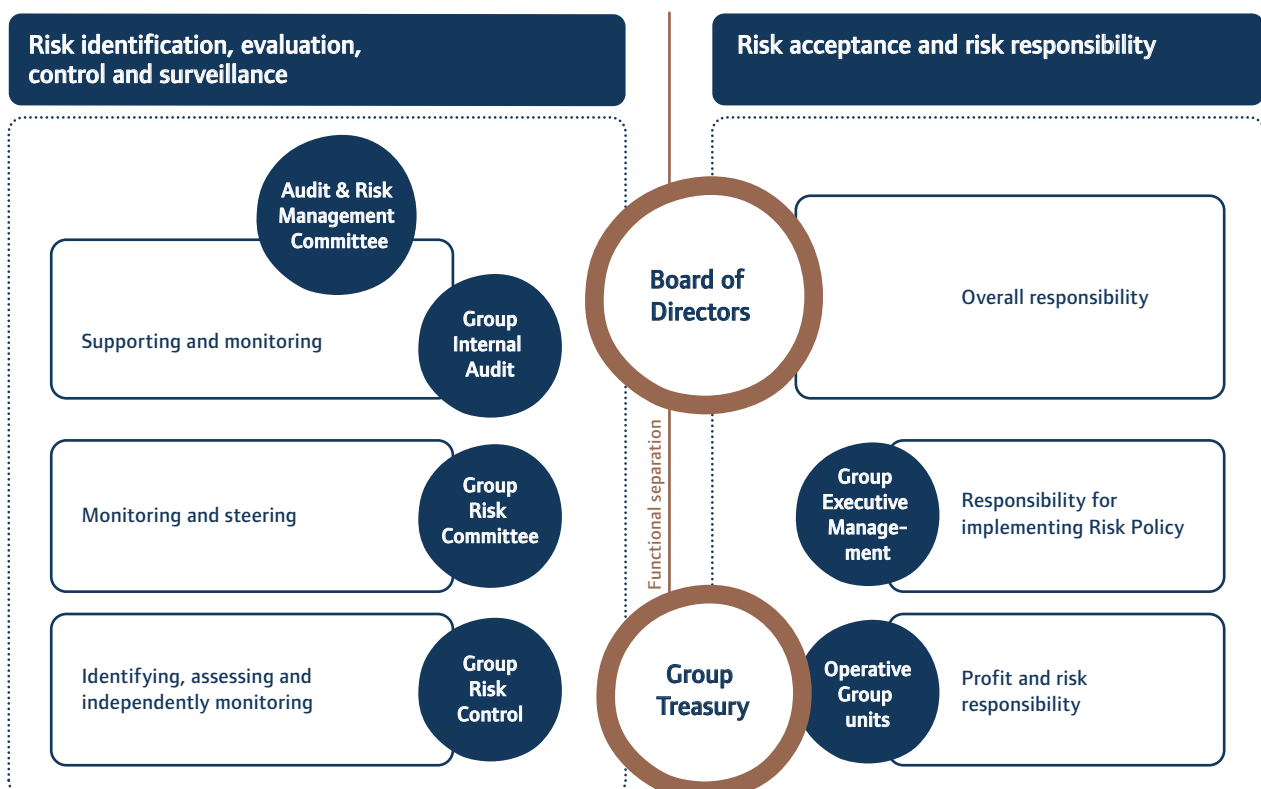 Risk identification, evaluation,
control and surveillance
Risk acceptance and risk responsibility
Audit & Risk
Management
Committee
Supporting and monitoring
Group
Internal
Audit
Board of
Directors
Overall responsibility
Functional separation
Monitoring and steering
Group
Risk
Committee
Group
Executive
Manage-
ment
Responsibility for
implementing Risk Policy
Identifying, assessing and
independently monitoring
Group
Risk
Control
Group
Treasury
Operative
Group
units
Profit and risk
responsibility